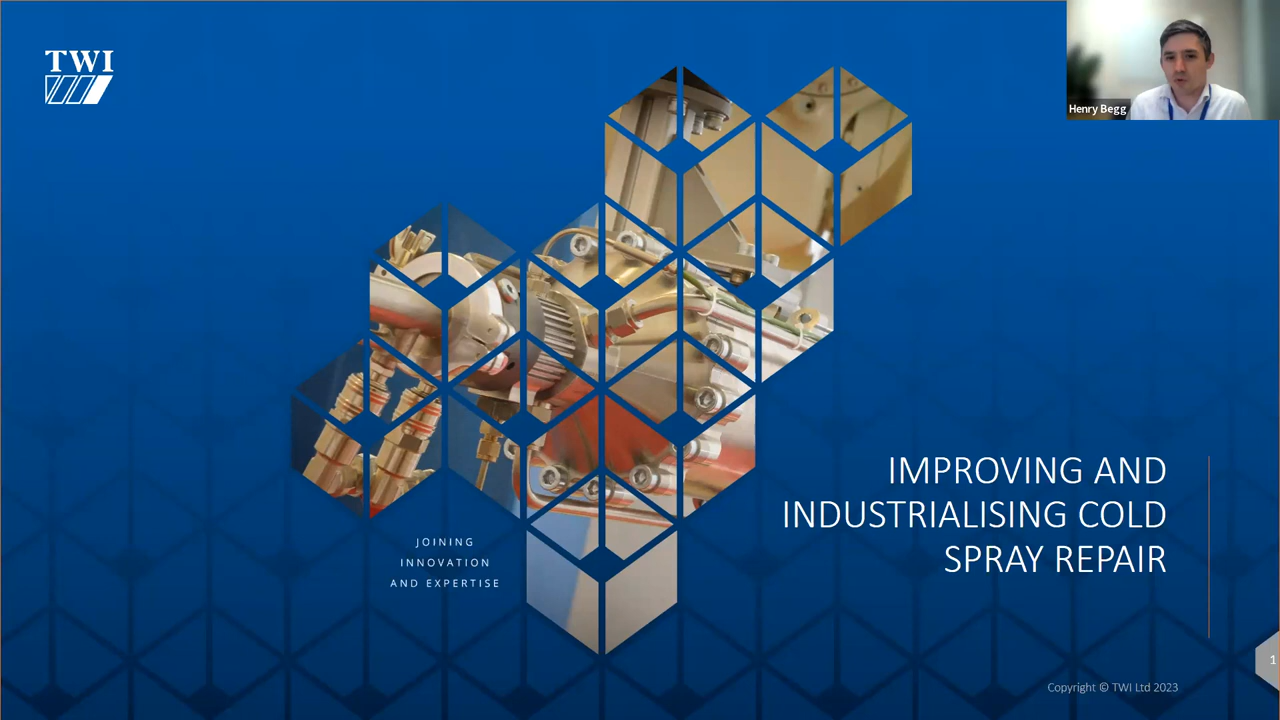 TWI
Henry Begg
IMPROVING AND
INDUSTRIALISING COLD
SPRAY REPAIR
JOINING
INNOVATION
AND EXPERTISE
1
Copyright © TWI Ltd 2023